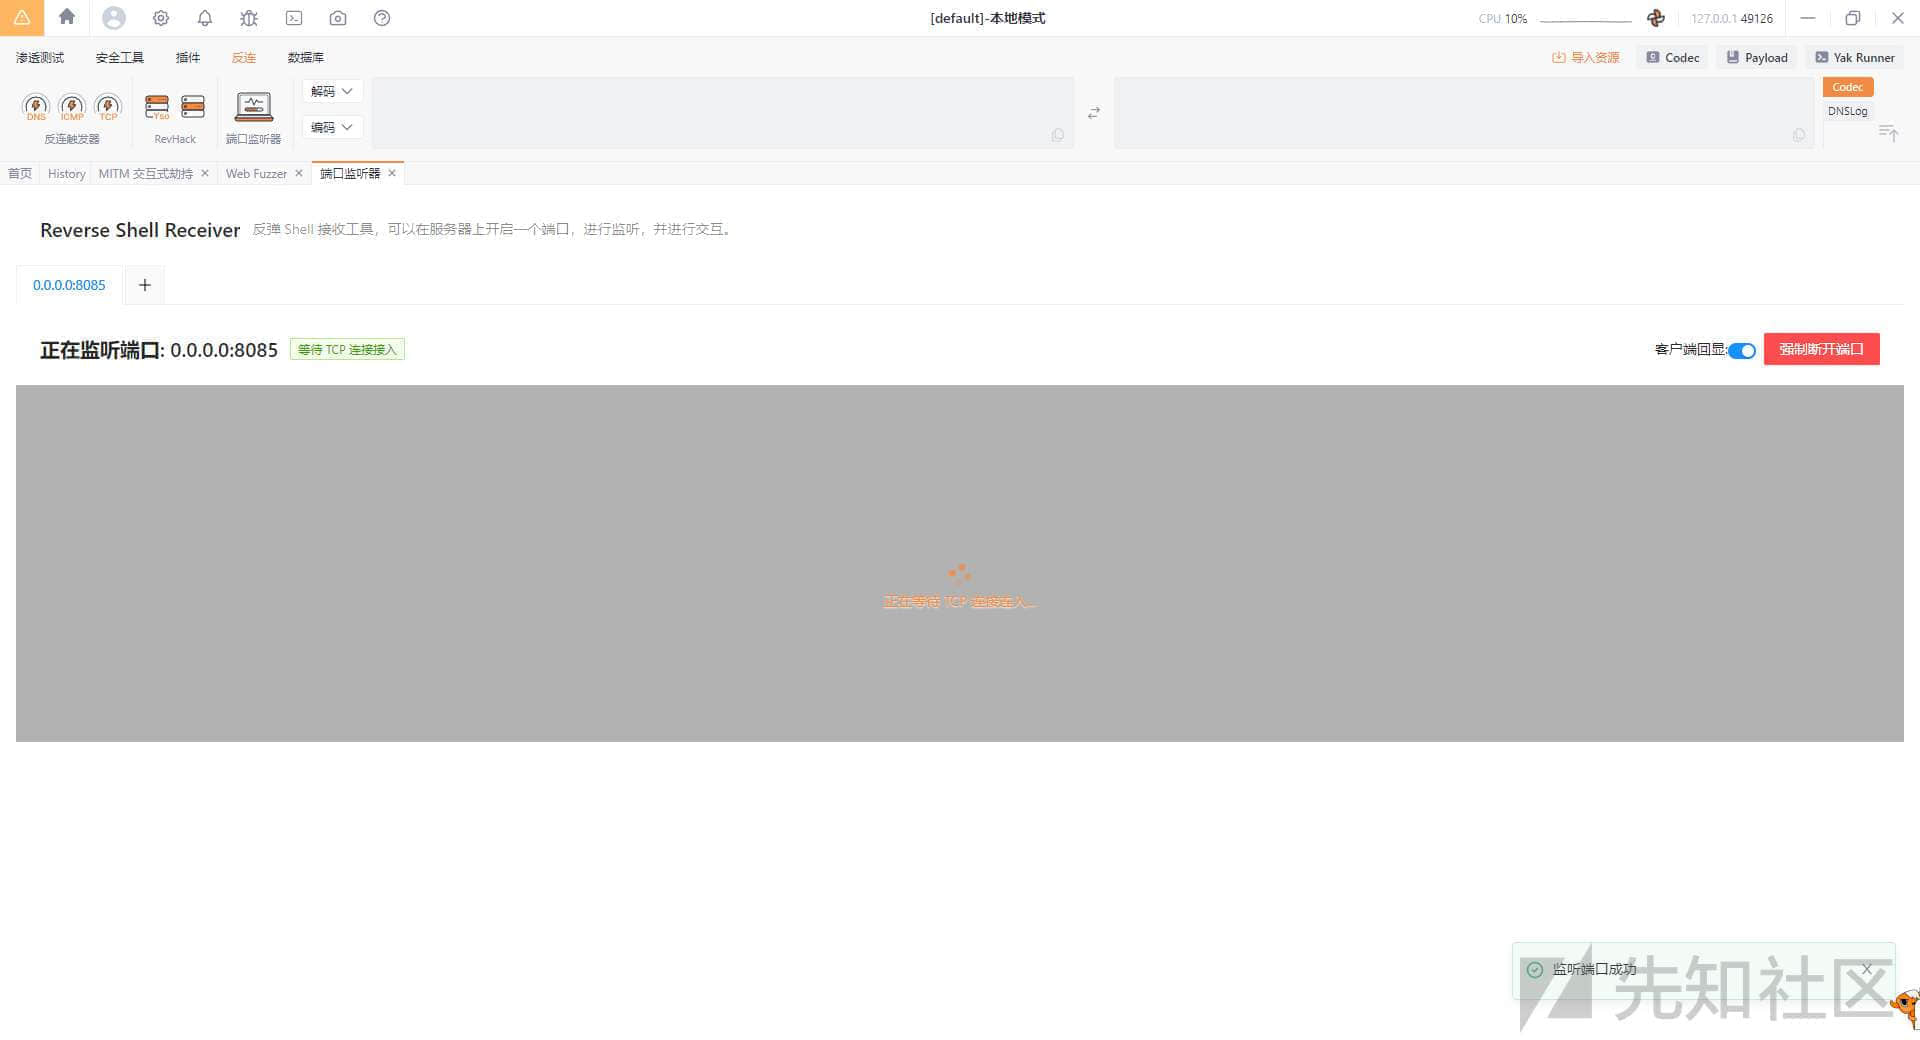 [default]-本地模式
CPU 10%
127.0.0.1 49126
渗透测试 安全工具 插件 反连 数据库
导入资源 Codec Payload Yak Runner
解码
编码
DNS ICMP TCP
Yso
反连触发器 RevHack 端口监听器
Codec
DNSLog
首页 History MITM 交互式劫持 Web Fuzzer 端口监听器
Reverse Shell Receiver 反弹 Shell 接收工具，可以在服务器上开启一个端口，进行监听，并进行交互。
0.0.0.0:8085
正在监听端口: 0.0.0.0:8085 等待 TCP 连接接入
客户端回显: 强制断开端口
正在等待 TCP 连接连入...
监听端口成功
先知社区